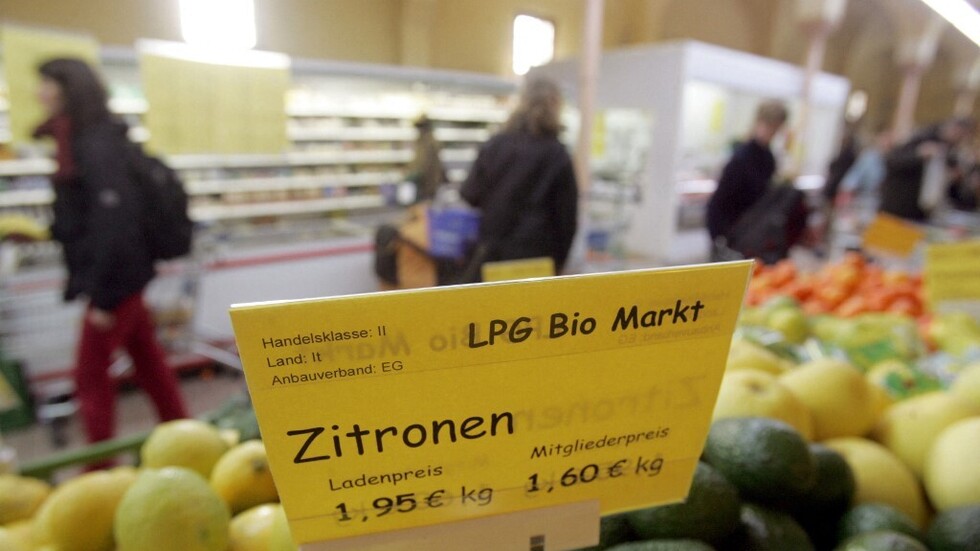 LPG Bio Markt
Handelsklasse: II
Land: It
Anbauverband: EG
Zitronen
Ladenpreis
1,95 € kg
Mitgliederpreis
1,60 € kg